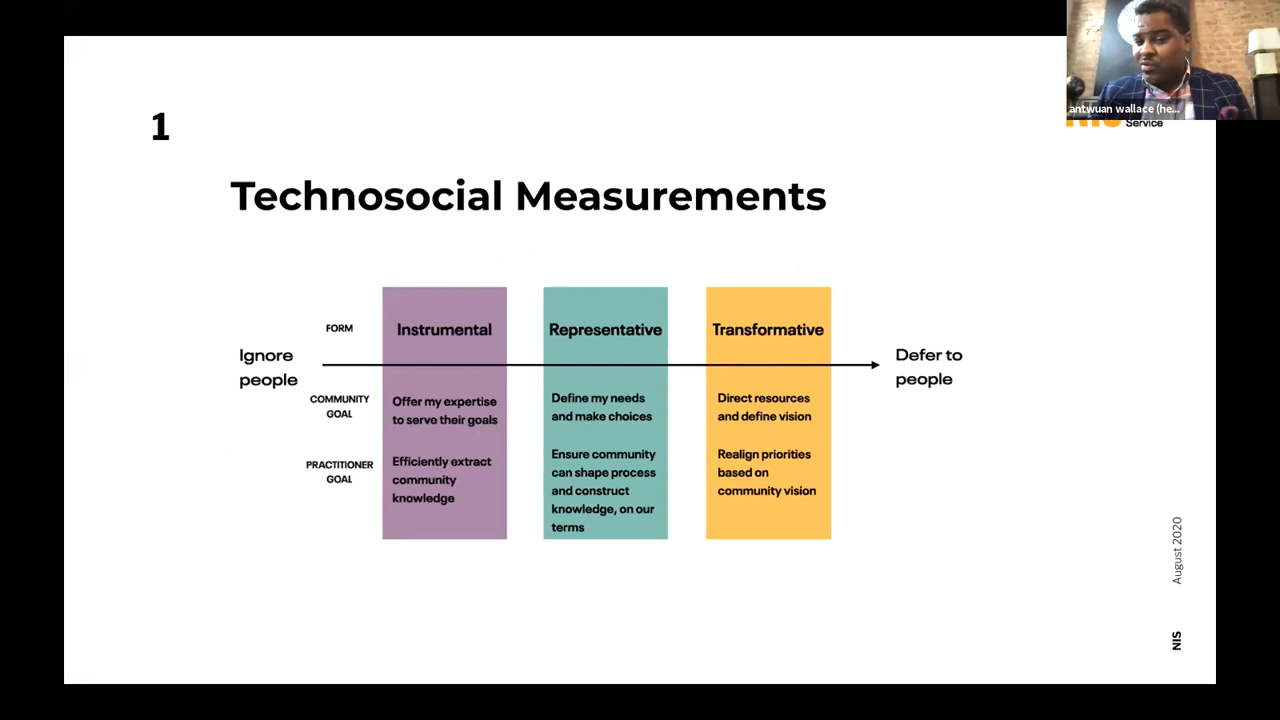 antwuan wallace (he...
Service
1
Technosocial Measurements
FORM
Instrumental
Representative
Transformative
Ignore
people
Defer to
people
COMMUNITY
GOAL
Offer my expertise
to serve their goals
Define my needs
and make choices
Direct resources
and define vision
PRACTITIONER
GOAL
Efficiently extract
community
knowledge
Ensure community
can shape process
and construct
knowledge, on our
terms
Realign priorities
based on
community vision
August 2020
NIS